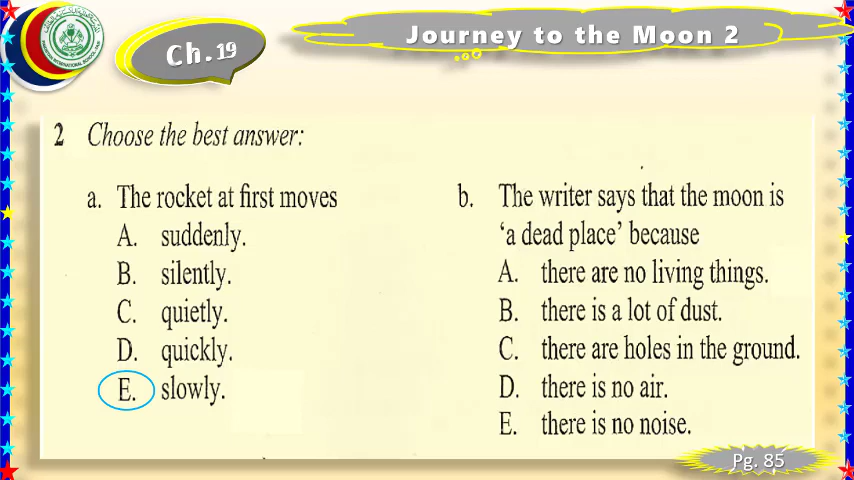 Ch.19
Journey to the Moon 2
2 Choose the best answer:
a. The rocket at first moves
A. suddenly.
B. silently.
C. quietly.
D. quickly.
E. slowly.
b. The writer says that the moon is
‘a dead place’ because
A. there are no living things.
B. there is a lot of dust.
C. there are holes in the ground.
D. there is no air.
E. there is no noise.
Pg. 85